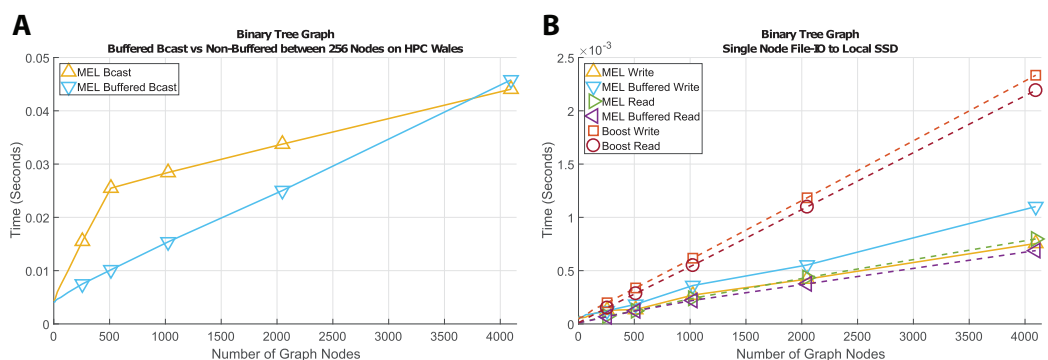 A
Binary Tree Graph
Buffered Bcast vs Non-Buffered between 256 Nodes on HPC Wales
0.05
0.04
0.03
0.02
0.01
0
Time (Seconds)
MEL Bcast
MEL Buffered Bcast
0 500 1000 1500 2000 2500 3000 3500 4000
Number of Graph Nodes
B
Binary Tree Graph
Single Node File-IO to Local SSD
×10⁻³
2.5
2
1.5
1
0.5
0
Time (Seconds)
MEL Write
MEL Buffered Write
MEL Read
MEL Buffered Read
Boost Write
Boost Read
0 500 1000 1500 2000 2500 3000 3500 4000
Number of Graph Nodes